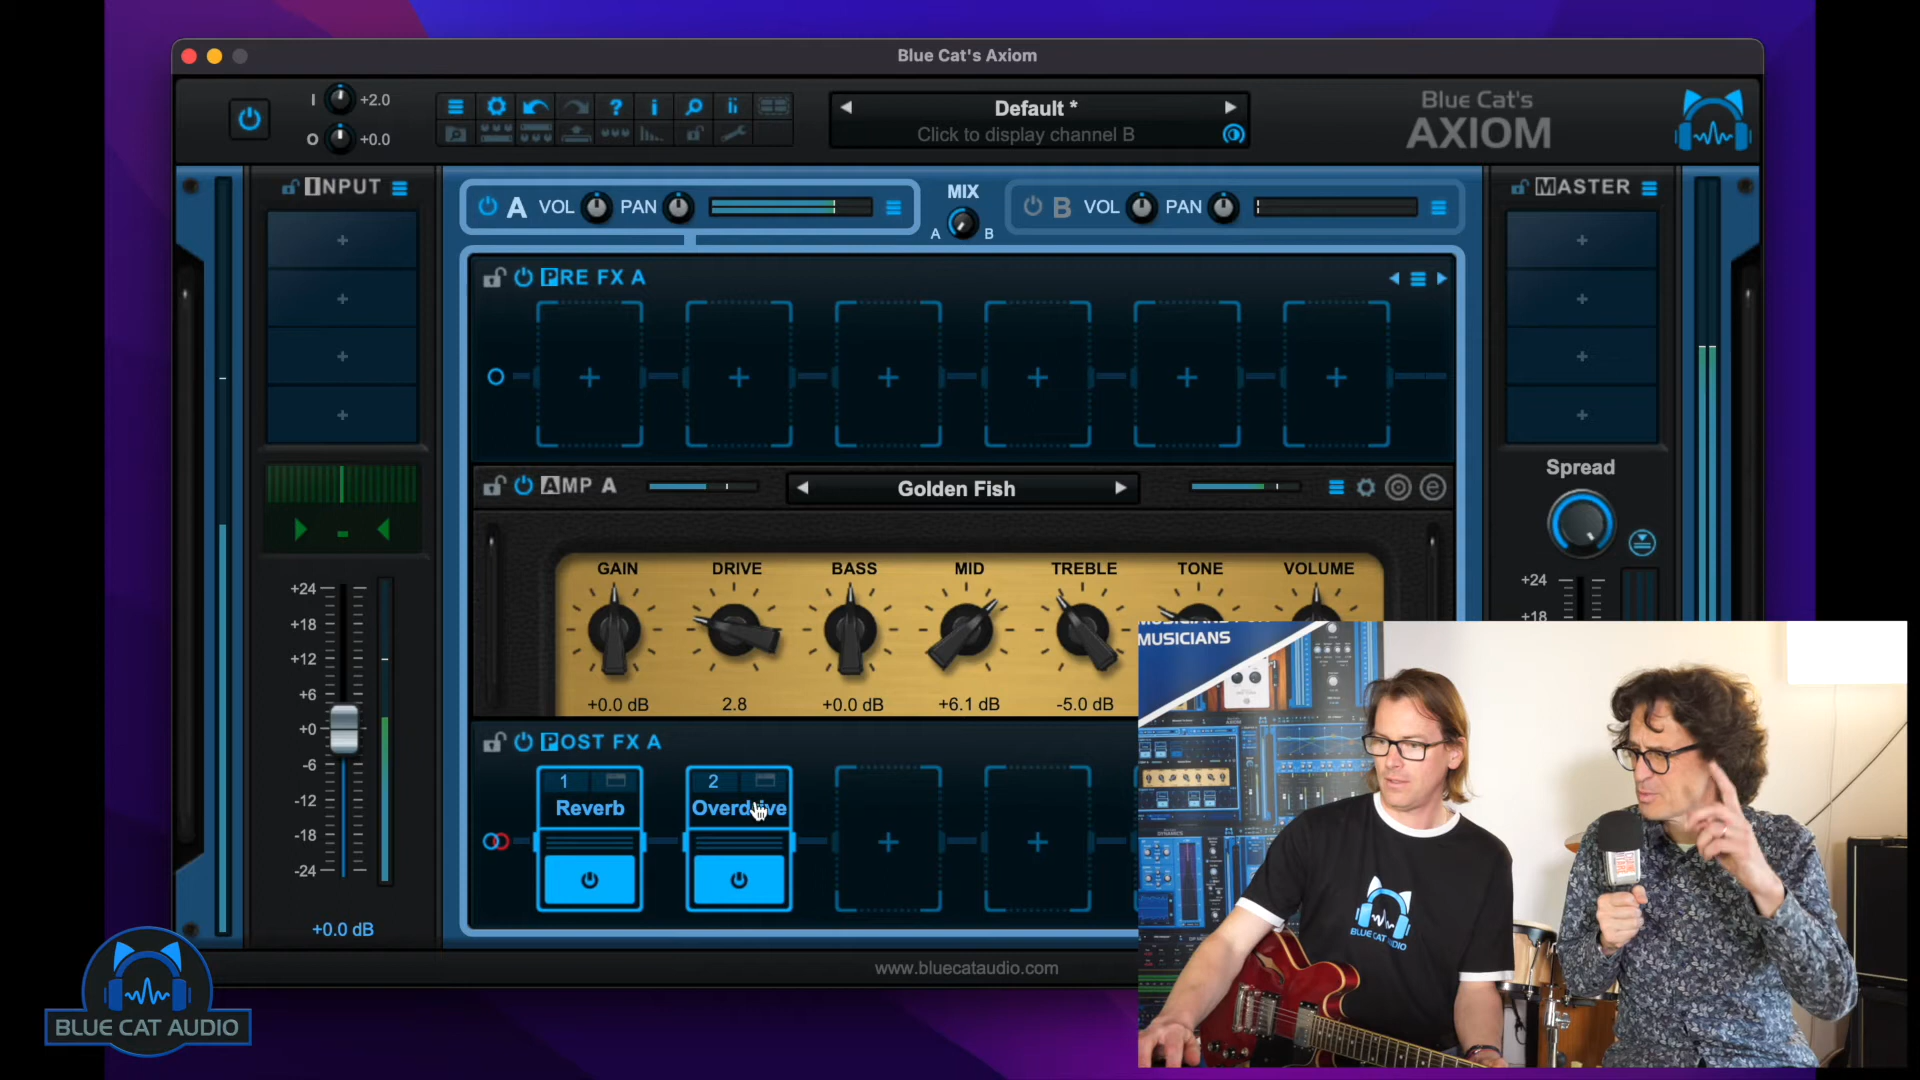 Blue Cat's Axiom
I +2.0
O +0.0
Default *
Click to display channel B
Blue Cat's
AXIOM
INPUT
A VOL PAN
MIX
A B
B VOL PAN
MASTER
PRE FX A
AMP A
Golden Fish
Spread
GAIN DRIVE BASS MID TREBLE TONE VOLUME
+0.0 dB 2.8 +0.0 dB +6.1 dB -5.0 dB
+24
+18
+12
+6
+0
-6
-12
-18
-24
+0.0 dB
+24
+18
POST FX A
1
Reverb
2
Overdrive
www.bluecataudio.com
MUSICIANS
BLUE CAT
AUDIO
BLUE CAT AUDIO